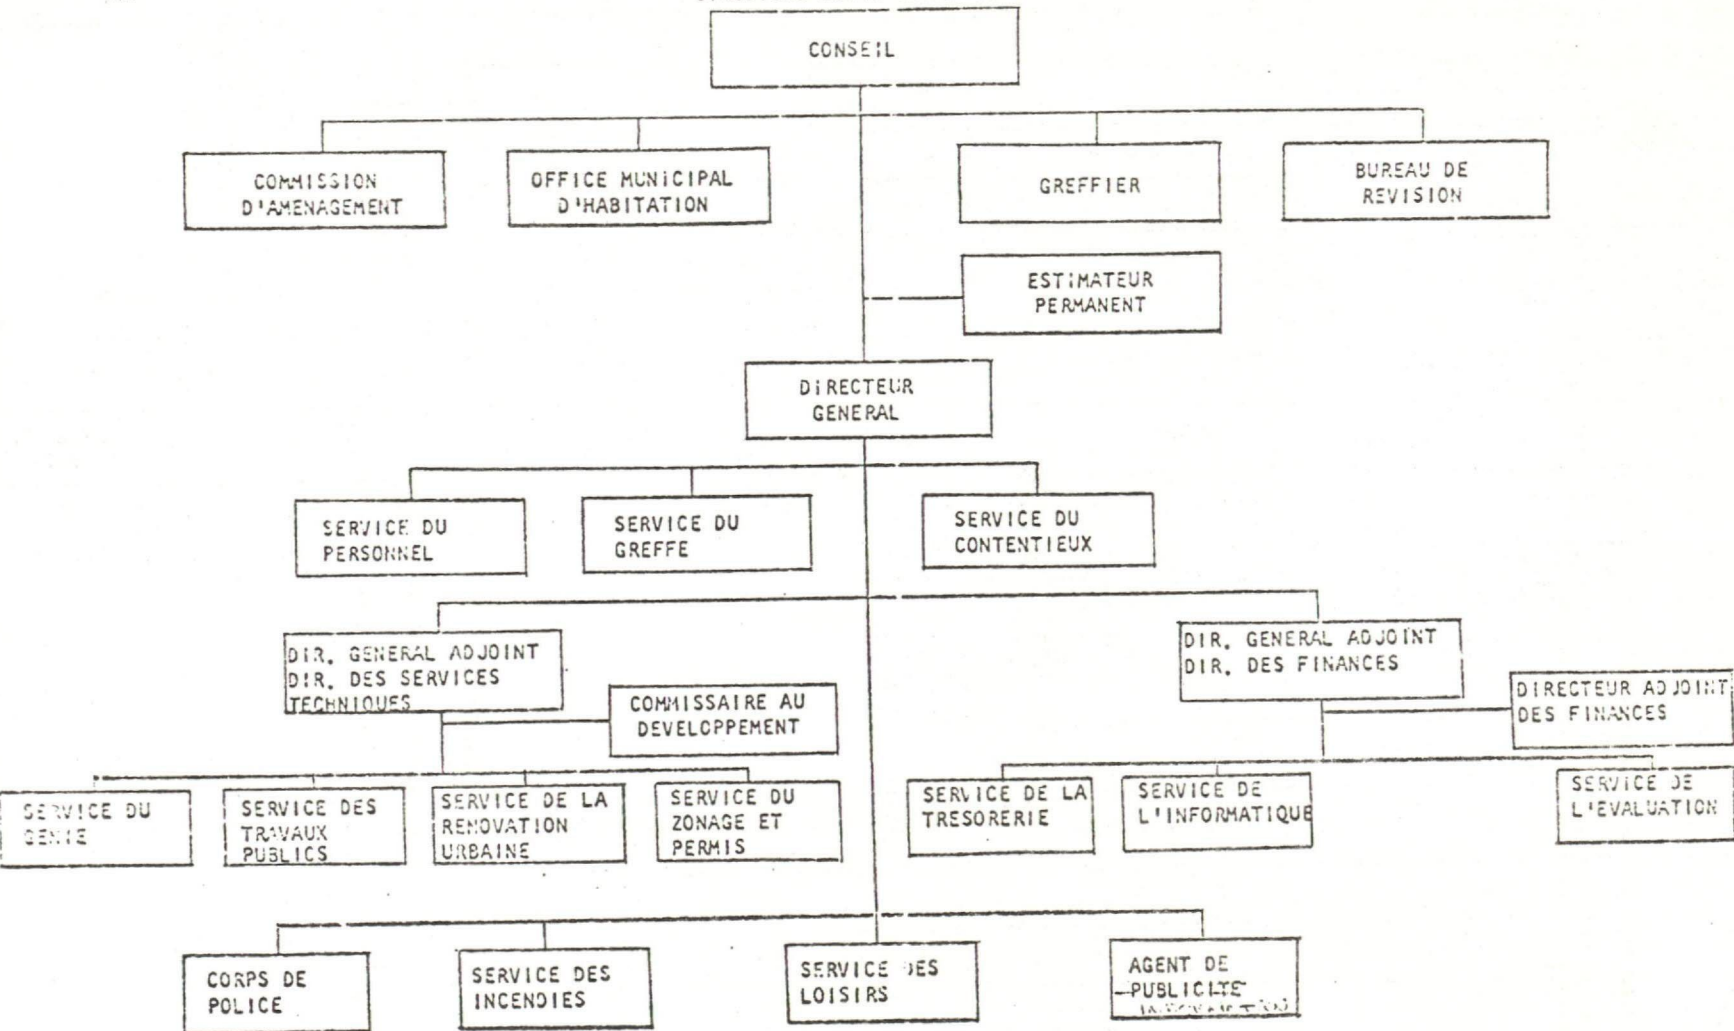 CONSEIL
COMMISSION
D'AMENAGEMENT
OFFICE MUNICIPAL
D'HABITATION
GREFFIER
BUREAU DE
REVISION
ESTIMATEUR
PERMANENT
DIRECTEUR
GENERAL
SERVICE DU
PERSONNEL
SERVICE DU
GREFFE
SERVICE DU
CONTENTIEUX
DIR. GENERAL ADJOINT
DIR. DES SERVICES
TECHNIQUES
DIR. GENERAL ADJOINT
DIR. DES FINANCES
COMMISSAIRE AU
DEVELOPPEMENT
DIRECTEUR ADJOINT
DES FINANCES
SERVICE DU
GENIE
SERVICE DES
TRAVAUX
PUBLICS
SERVICE DE LA
RENOVATION
URBAINE
SERVICE DU
ZONAGE ET
PERMIS
SERVICE DE LA
TRESORERIE
SERVICE DE
L'INFORMATIQUE
SERVICE DE
L'EVALUATION
CORPS DE
POLICE
SERVICE DES
INCENDIES
SERVICE DES
LOISIRS
AGENT DE
PUBLICITE